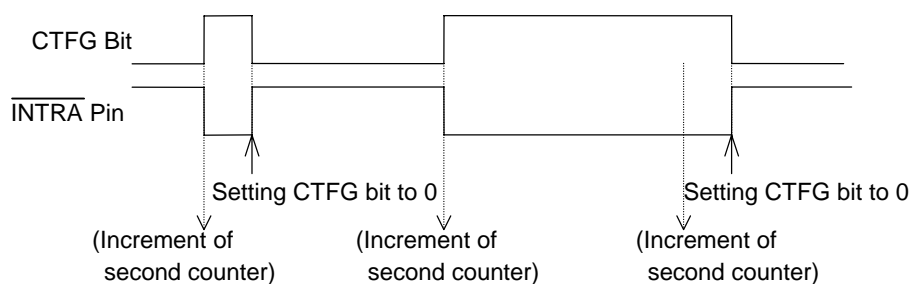 CTFG Bit
INTRA Pin
Setting CTFG bit to 0
Setting CTFG bit to 0
(Increment of
second counter)
(Increment of
second counter)
(Increment of
second counter)